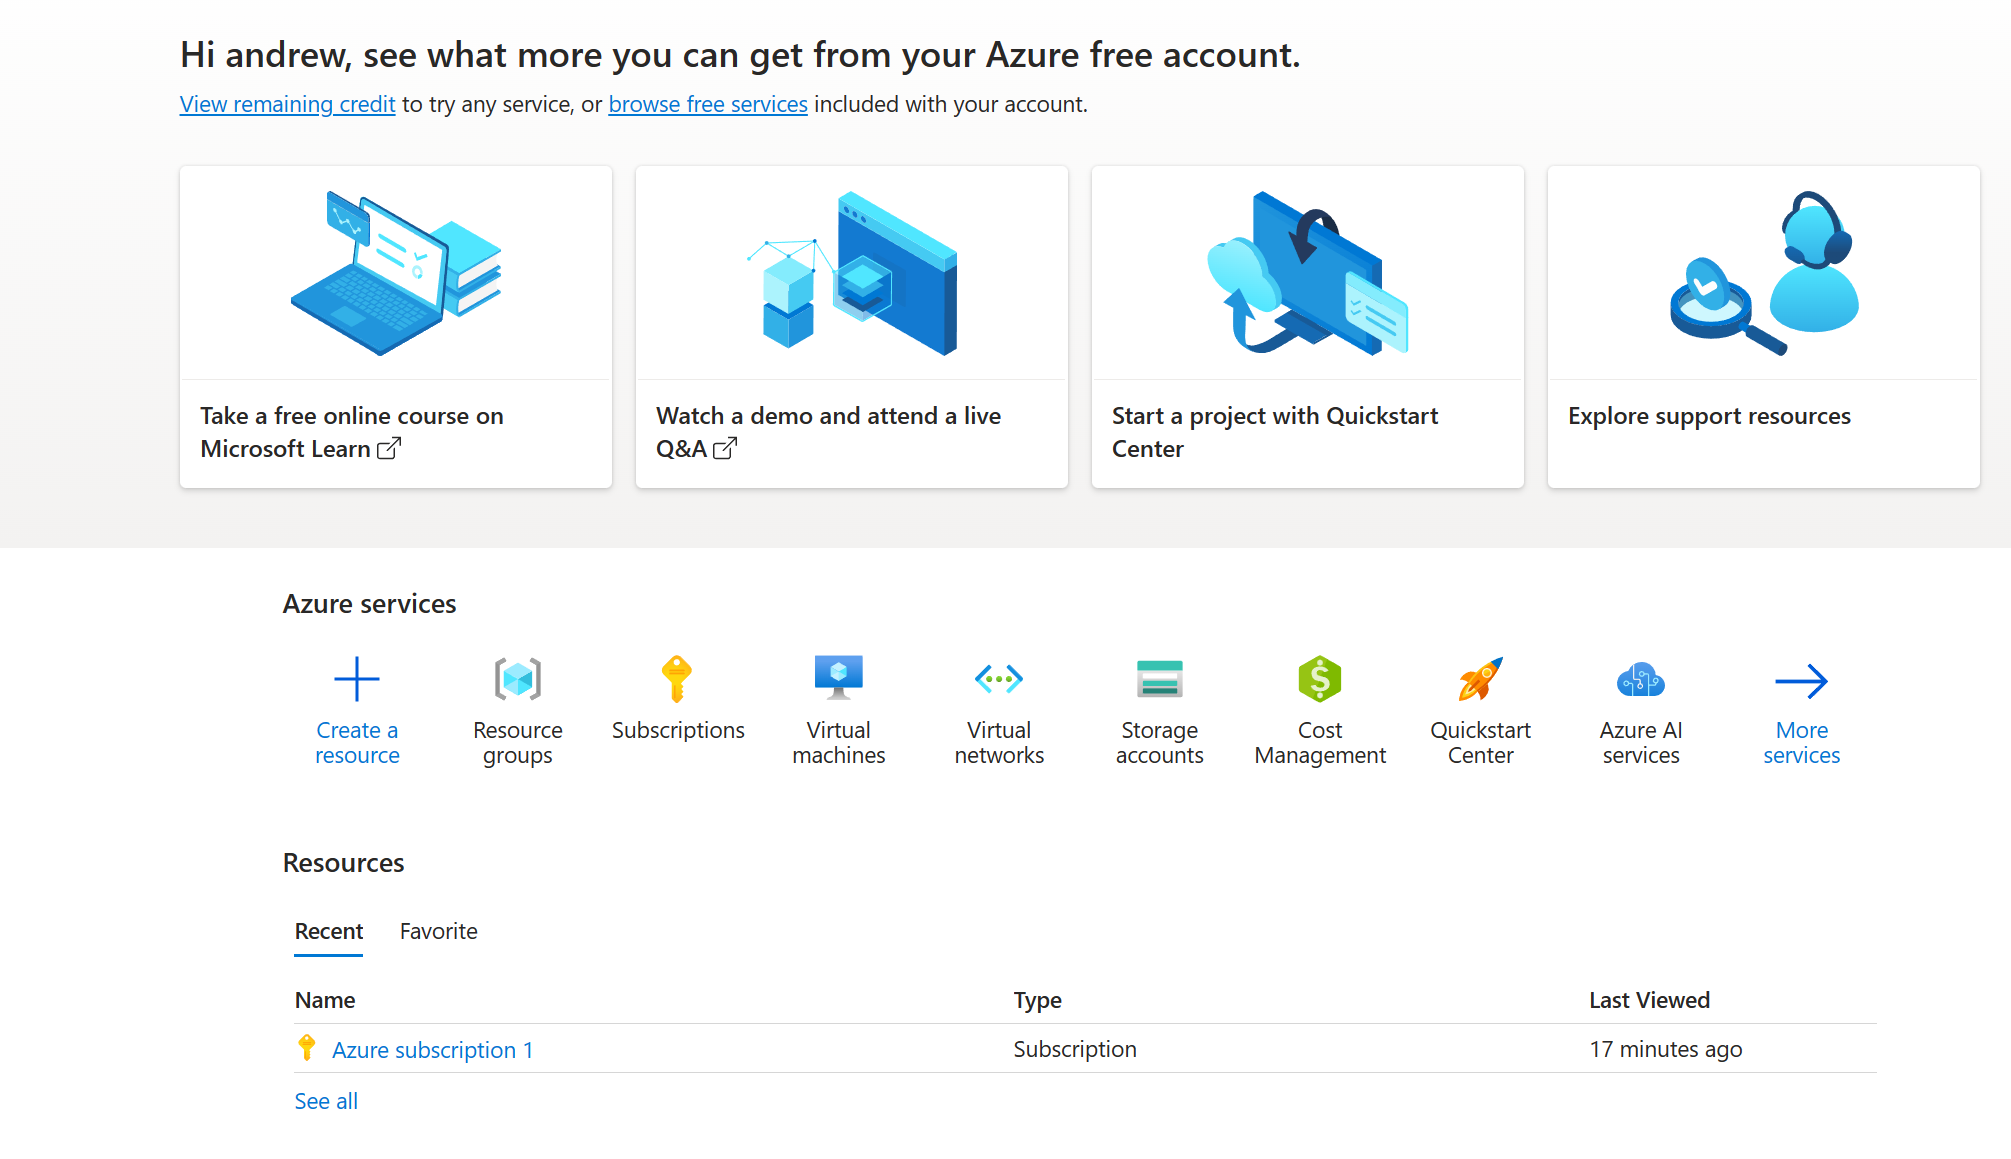 Hi andrew, see what more you can get from your Azure free account.
View remaining credit to try any service, or browse free services included with your account.
Take a free online course on
Microsoft Learn
Watch a demo and attend a live
Q&A
Start a project with Quickstart
Center
Explore support resources
Azure services
Create a
resource
Resource
groups
Subscriptions
Virtual
machines
Virtual
networks
Storage
accounts
Cost
Management
Quickstart
Center
Azure AI
services
More
services
Resources
Recent
Favorite
Name
Type
Last Viewed
Azure subscription 1
Subscription
17 minutes ago
See all